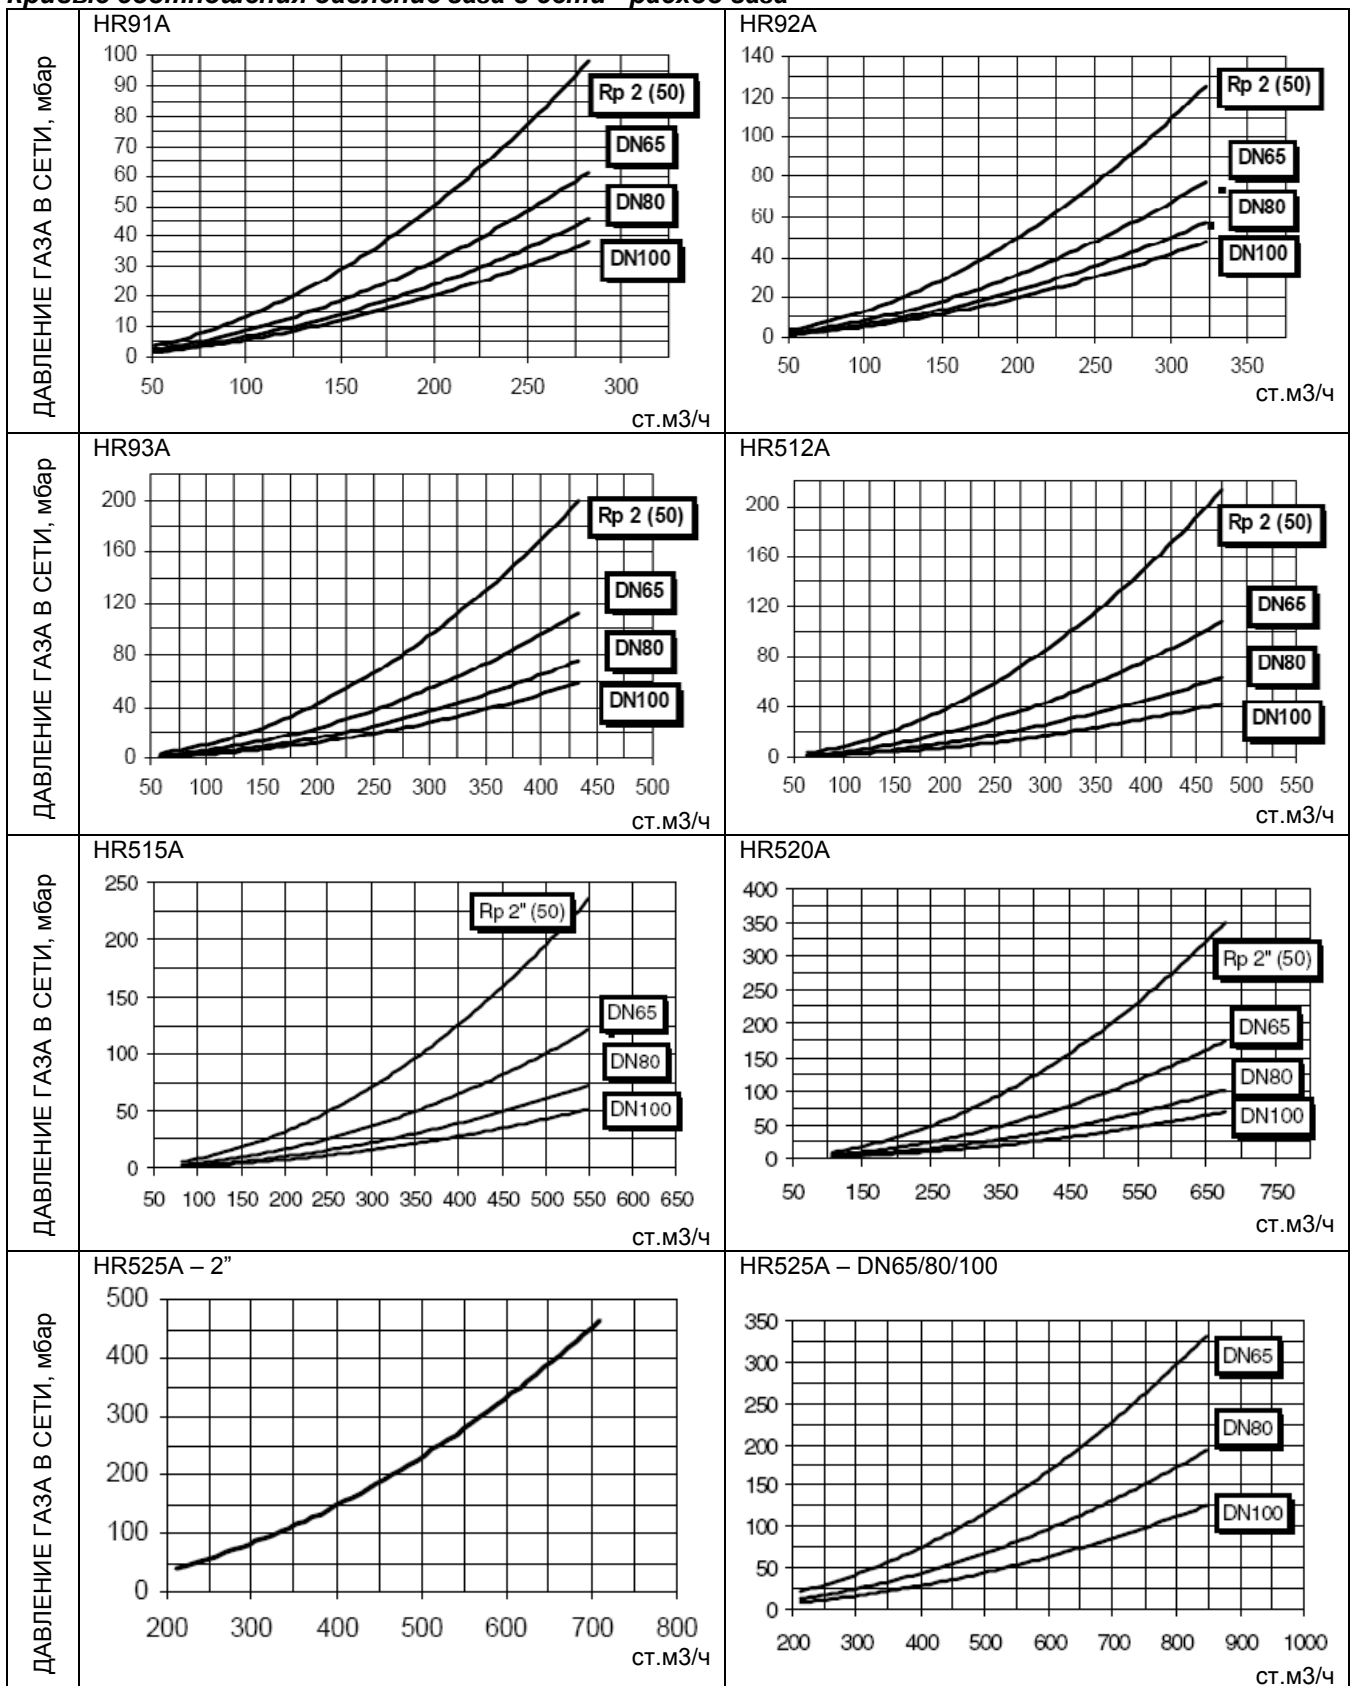 HR91A
HR92A
ДАВЛЕНИЕ ГАЗА В СЕТИ, мбар
100
90
80
70
60
50
40
30
20
10
0
Rp 2 (50)
DN65
DN80
DN100
50 100 150 200 250 300
ст.м3/ч
140
120
100
80
60
40
20
0
Rp 2 (50)
DN65
DN80
DN100
50 100 150 200 250 300 350
ст.м3/ч
HR93A
HR512A
ДАВЛЕНИЕ ГАЗА В СЕТИ, мбар
200
160
120
80
40
0
Rp 2 (50)
DN65
DN80
DN100
50 100 150 200 250 300 350 400 450 500
ст.м3/ч
200
160
120
80
40
0
Rp 2 (50)
DN65
DN80
DN100
50 100 150 200 250 300 350 400 450 500 550
ст.м3/ч
HR515A
HR520A
ДАВЛЕНИЕ ГАЗА В СЕТИ, мбар
250
200
150
100
50
0
Rp 2" (50)
DN65
DN80
DN100
50 100 150 200 250 300 350 400 450 500 550 600 650
ст.м3/ч
400
350
300
250
200
150
100
50
0
Rp 2" (50)
DN65
DN80
DN100
50 150 250 350 450 550 650 750
ст.м3/ч
HR525A – 2”
HR525A – DN65/80/100
ДАВЛЕНИЕ ГАЗА В СЕТИ, мбар
500
400
300
200
100
0
200 300 400 500 600 700 800
ст.м3/ч
350
300
250
200
150
100
50
0
DN65
DN80
DN100
200 300 400 500 600 700 800 900 1000
ст.м3/ч